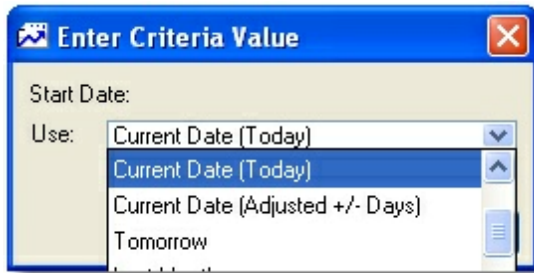 Enter Criteria Value
Start Date:
Use: Current Date (Today)
Current Date (Today)
Current Date (Adjusted +/- Days)
Tomorrow